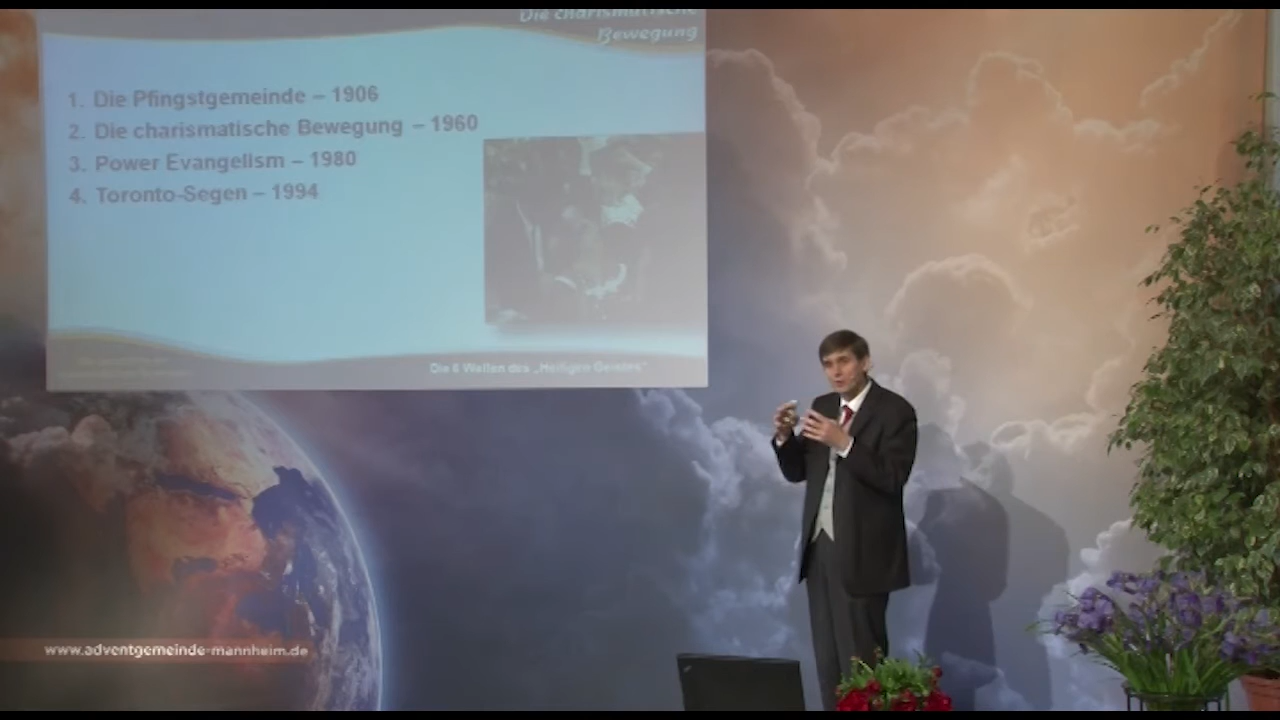 Die charismatische
Bewegung
1. Die Pfingstgemeinde – 1906
2. Die charismatische Bewegung – 1960
3. Power Evangelism – 1980
4. Toronto-Segen – 1994
Die 6 Wellen des „Heiligen Geistes"
www.adventgemeinde-mannheim.de